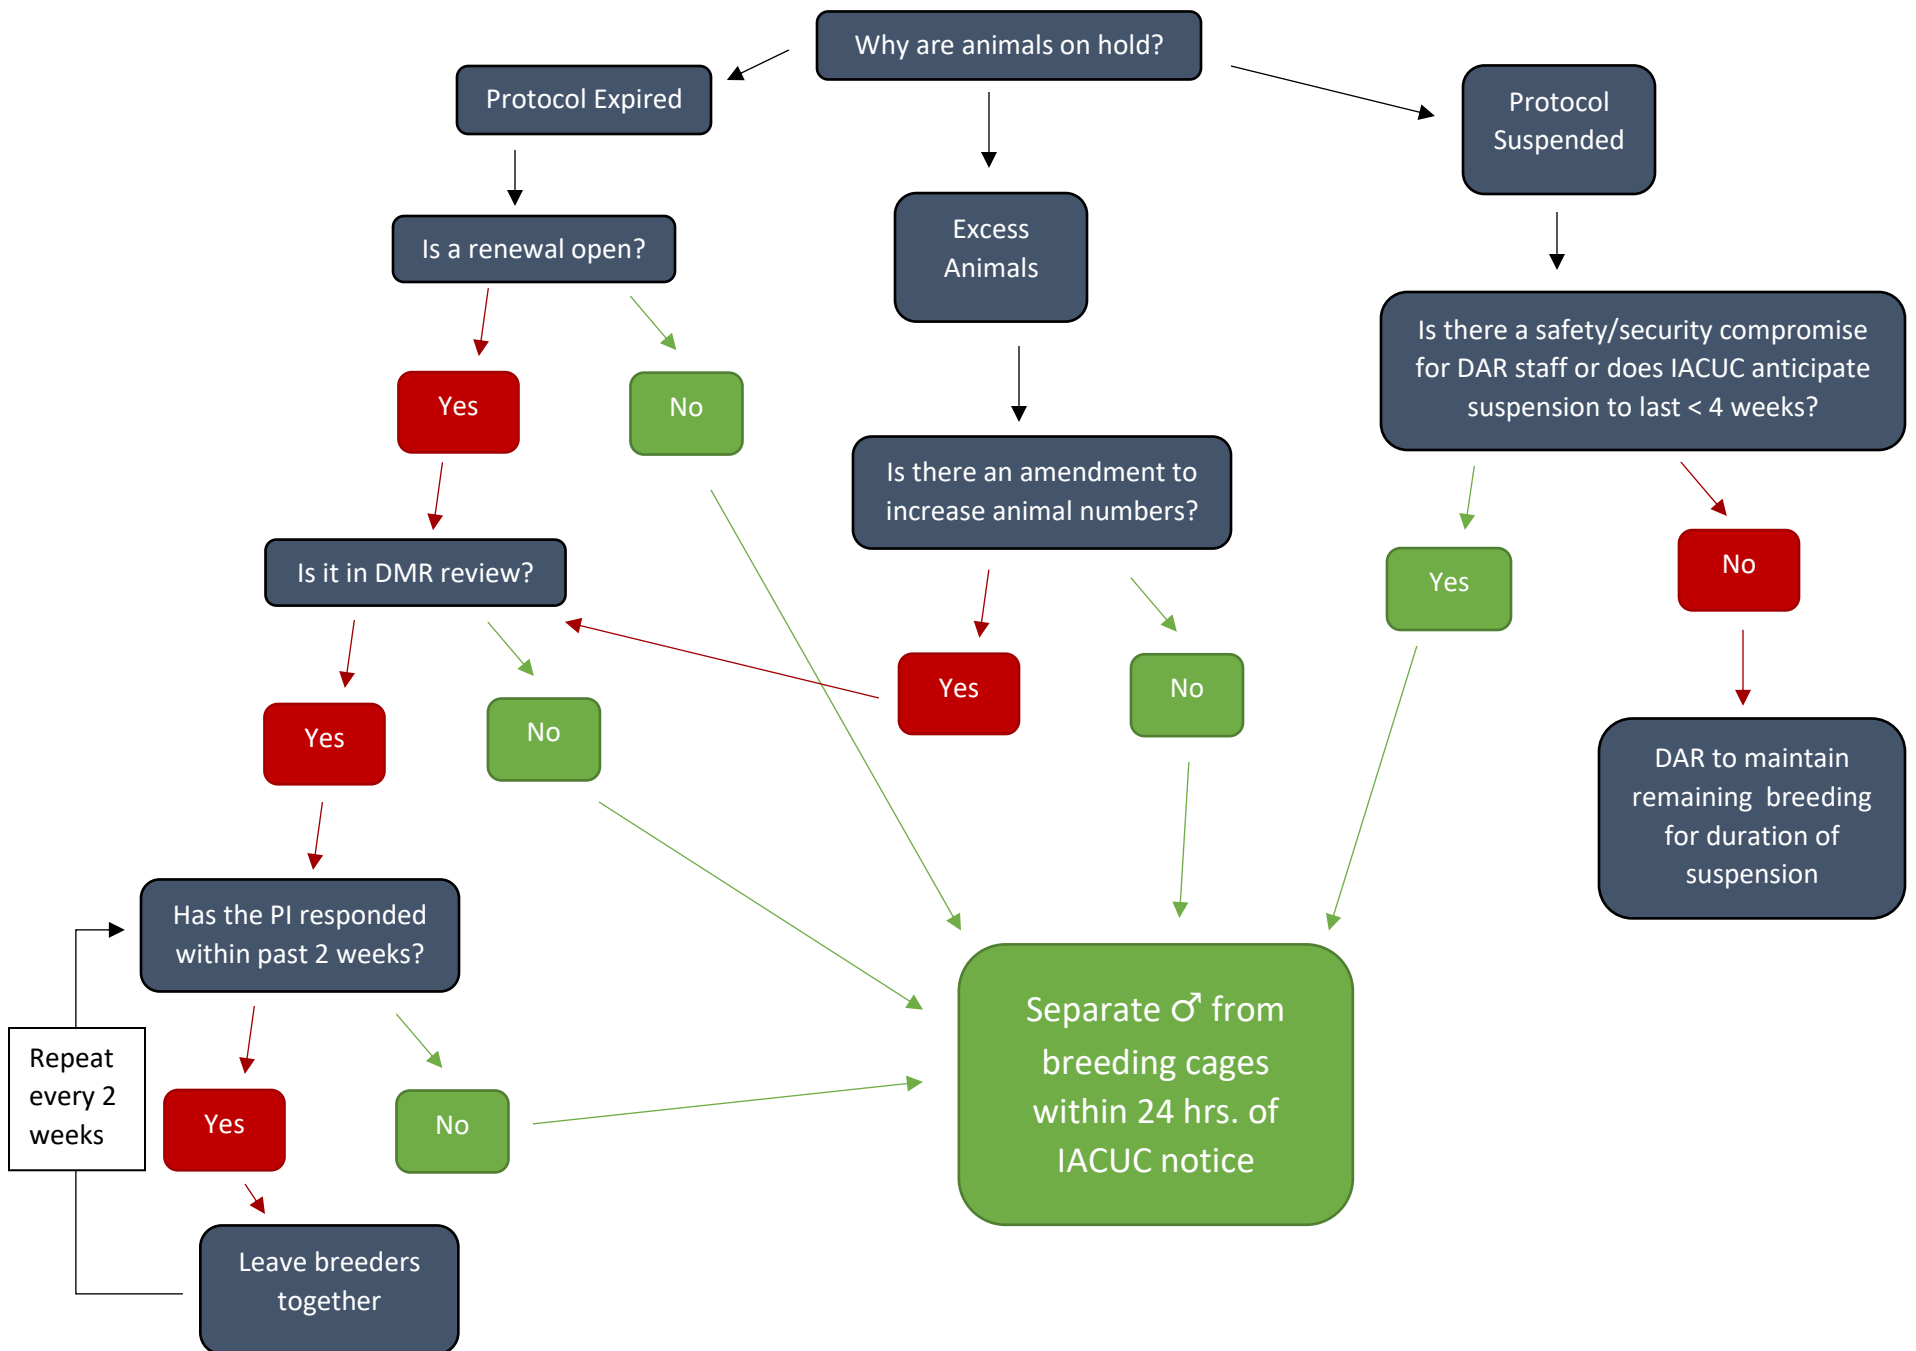 Why are animals on hold?
Protocol Expired
Protocol
Suspended
Excess
Animals
Is a renewal open?
Is there a safety/security compromise
for DAR staff or does IACUC anticipate
suspension to last < 4 weeks?
Yes
No
Is there an amendment to
increase animal numbers?
Is it in DMR review?
Yes
No
Yes
No
Yes
No
DAR to maintain
remaining breeding
for duration of
suspension
Has the PI responded
within past 2 weeks?
Separate ♂ from
breeding cages
within 24 hrs. of
IACUC notice
Repeat
every 2
weeks
Yes
No
Leave breeders
together